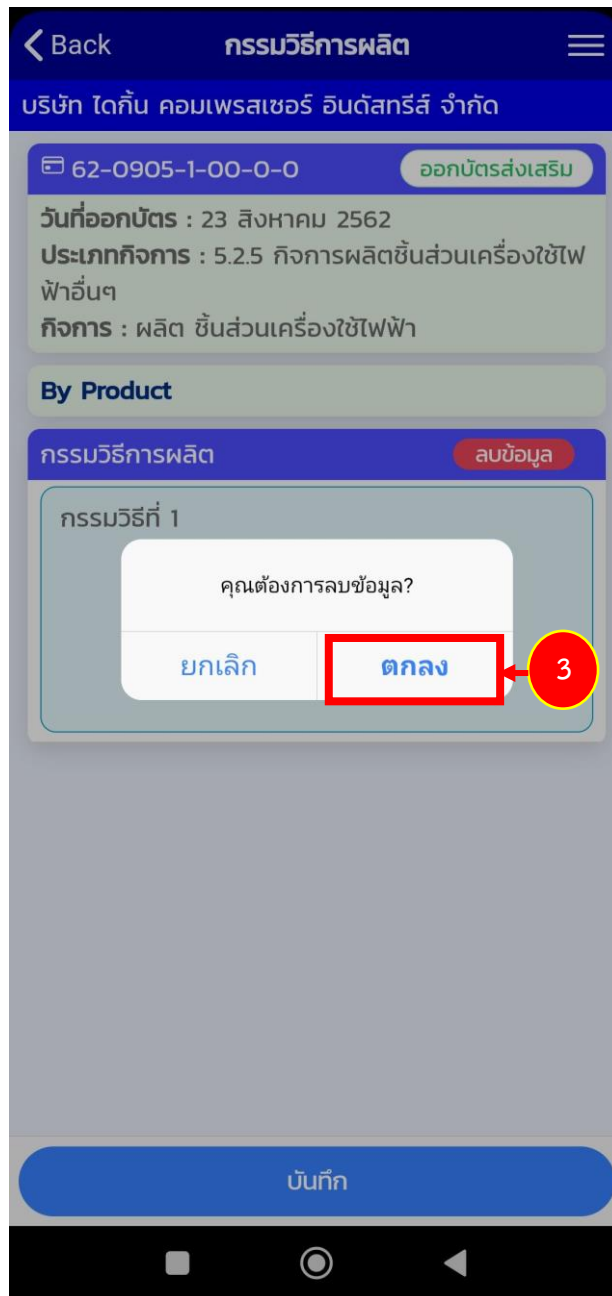 Back กรรมวิธีการผลิต
บริษัท ไดกิ้น คอมเพรสเซอร์ อินดัสทรีส์ จำกัด
62-0905-1-00-0-0 ออกบัตรส่งเสริม
วันที่ออกบัตร : 23 สิงหาคม 2562
ประเภทกิจการ : 5.2.5 กิจการผลิตชิ้นส่วนเครื่องใช้ไฟ
ฟ้าอื่นๆ
กิจการ : ผลิต ชิ้นส่วนเครื่องใช้ไฟฟ้า
By Product
กรรมวิธีการผลิต ลบข้อมูล
กรรมวิธีที่ 1
คุณต้องการลบข้อมูล?
ยกเลิก ตกลง 3
บันทึก